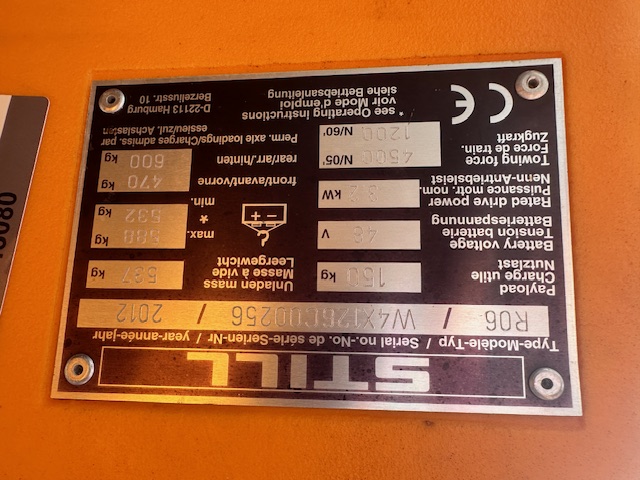 STILL
Type-Modèle-Typ / Serial no.-No. de série-Serien-Nr / year-année-jahr
R06 / W4X126C00256 / 2012
Payload
Charge utile
Nutzlast
150 kg
Unladen mass
Masse à vide
Leergewicht
537 kg
Battery voltage
Tension batterie
Batteriespannung
48 V
max. 588 kg
* 
min. 532 kg
Rated drive power
Puissance motr. nom.
Nenn-Antriebsleist
kW
front/avant/vorne 470 kg
Towing force
Force de train.
Zugkraft
4500 N/05'
1200 N/60'
rear/arr/hinten 600 kg
Perm. axle loadings/Charges admiss. par
essieu/zul. Achslasten
CE
* see Operating Instructions
voir Mode d'emploi
siehe Betriebsanleitung
D-22113 Hamburg
Berzeliusstr. 10